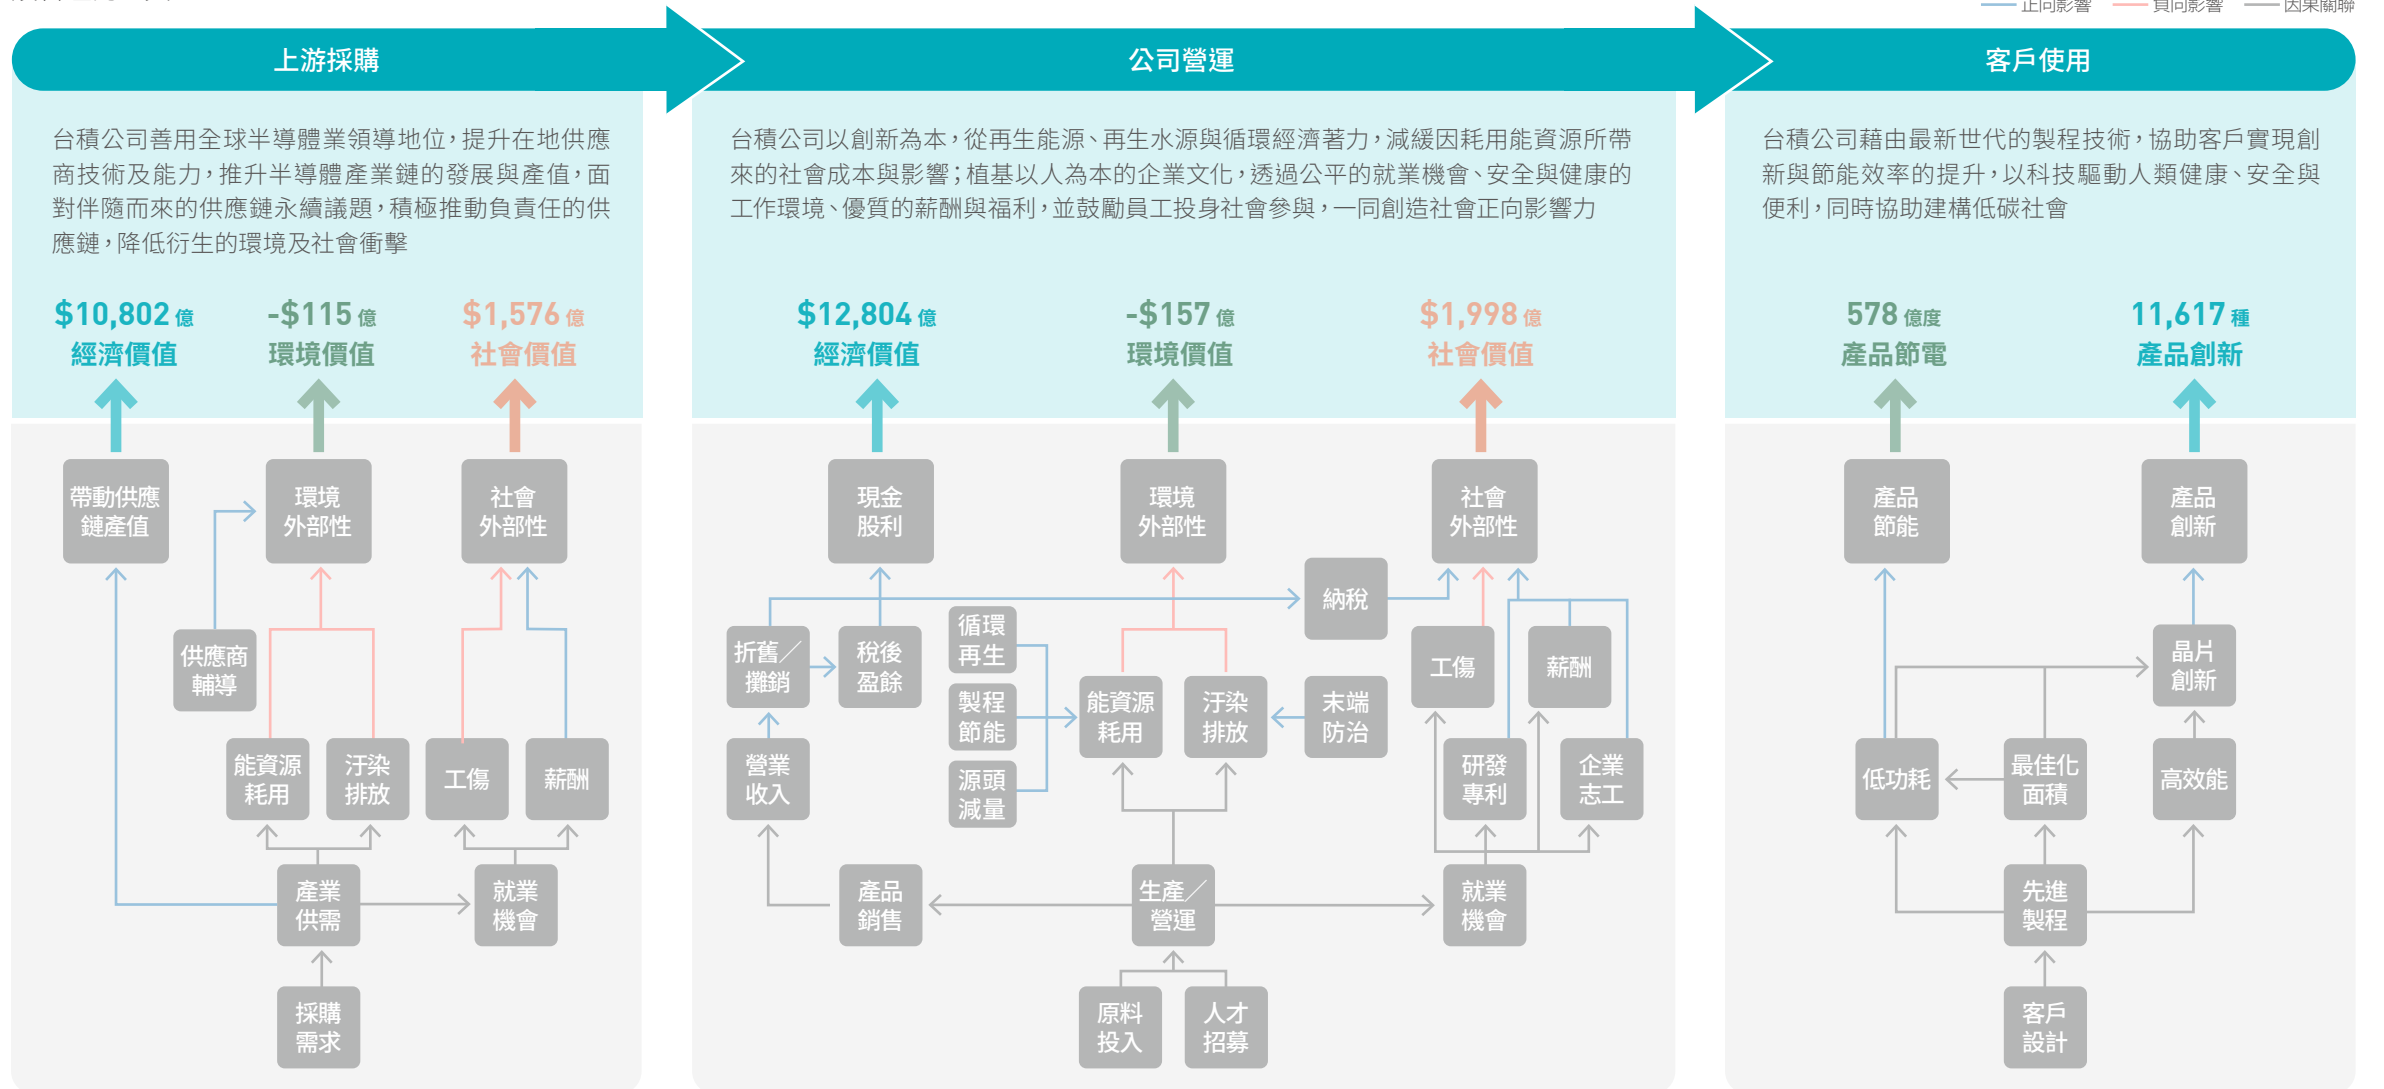 正向影響
負向影響
因果關聯
上游採購
公司營運
客戶使用
台積公司善用全球半導體業領導地位，提升在地供應
商技術及能力，推升半導體產業鏈的發展與產值，面
對伴隨而來的供應鏈永續議題，積極推動負責任的供
應鏈，降低衍生的環境及社會衝擊
$10,802 億
經濟價值
-$115 億
環境價值
$1,576 億
社會價值
帶動供應
鏈產值
環境
外部性
社會
外部性
供應商
輔導
能資源
耗用
汙染
排放
工傷
薪酬
產業
供需
就業
機會
採購
需求
台積公司以創新為本，從再生能源、再生水源與循環經濟著力，減緩因耗用能資源所帶
來的社會成本與影響；植基以人為本的企業文化，透過公平的就業機會、安全與健康的
工作環境、優質的薪酬與福利，並鼓勵員工投身社會參與，一同創造社會正向影響力
$12,804 億
經濟價值
-$157 億
環境價值
$1,998 億
社會價值
現金
股利
環境
外部性
社會
外部性
納稅
折舊／
攤銷
稅後
盈餘
循環
再生
製程
節能
源頭
減量
能資源
耗用
汙染
排放
末端
防治
工傷
薪酬
營業
收入
研發
專利
企業
志工
產品
銷售
生產／
營運
就業
機會
原料
投入
人才
招募
台積公司藉由最新世代的製程技術，協助客戶實現創
新與節能效率的提升，以科技驅動人類健康、安全與
便利，同時協助建構低碳社會
578 億度
產品節電
11,617 種
產品創新
產品
節能
產品
創新
晶片
創新
低功耗
最佳化
面積
高效能
先進
製程
客戶
設計